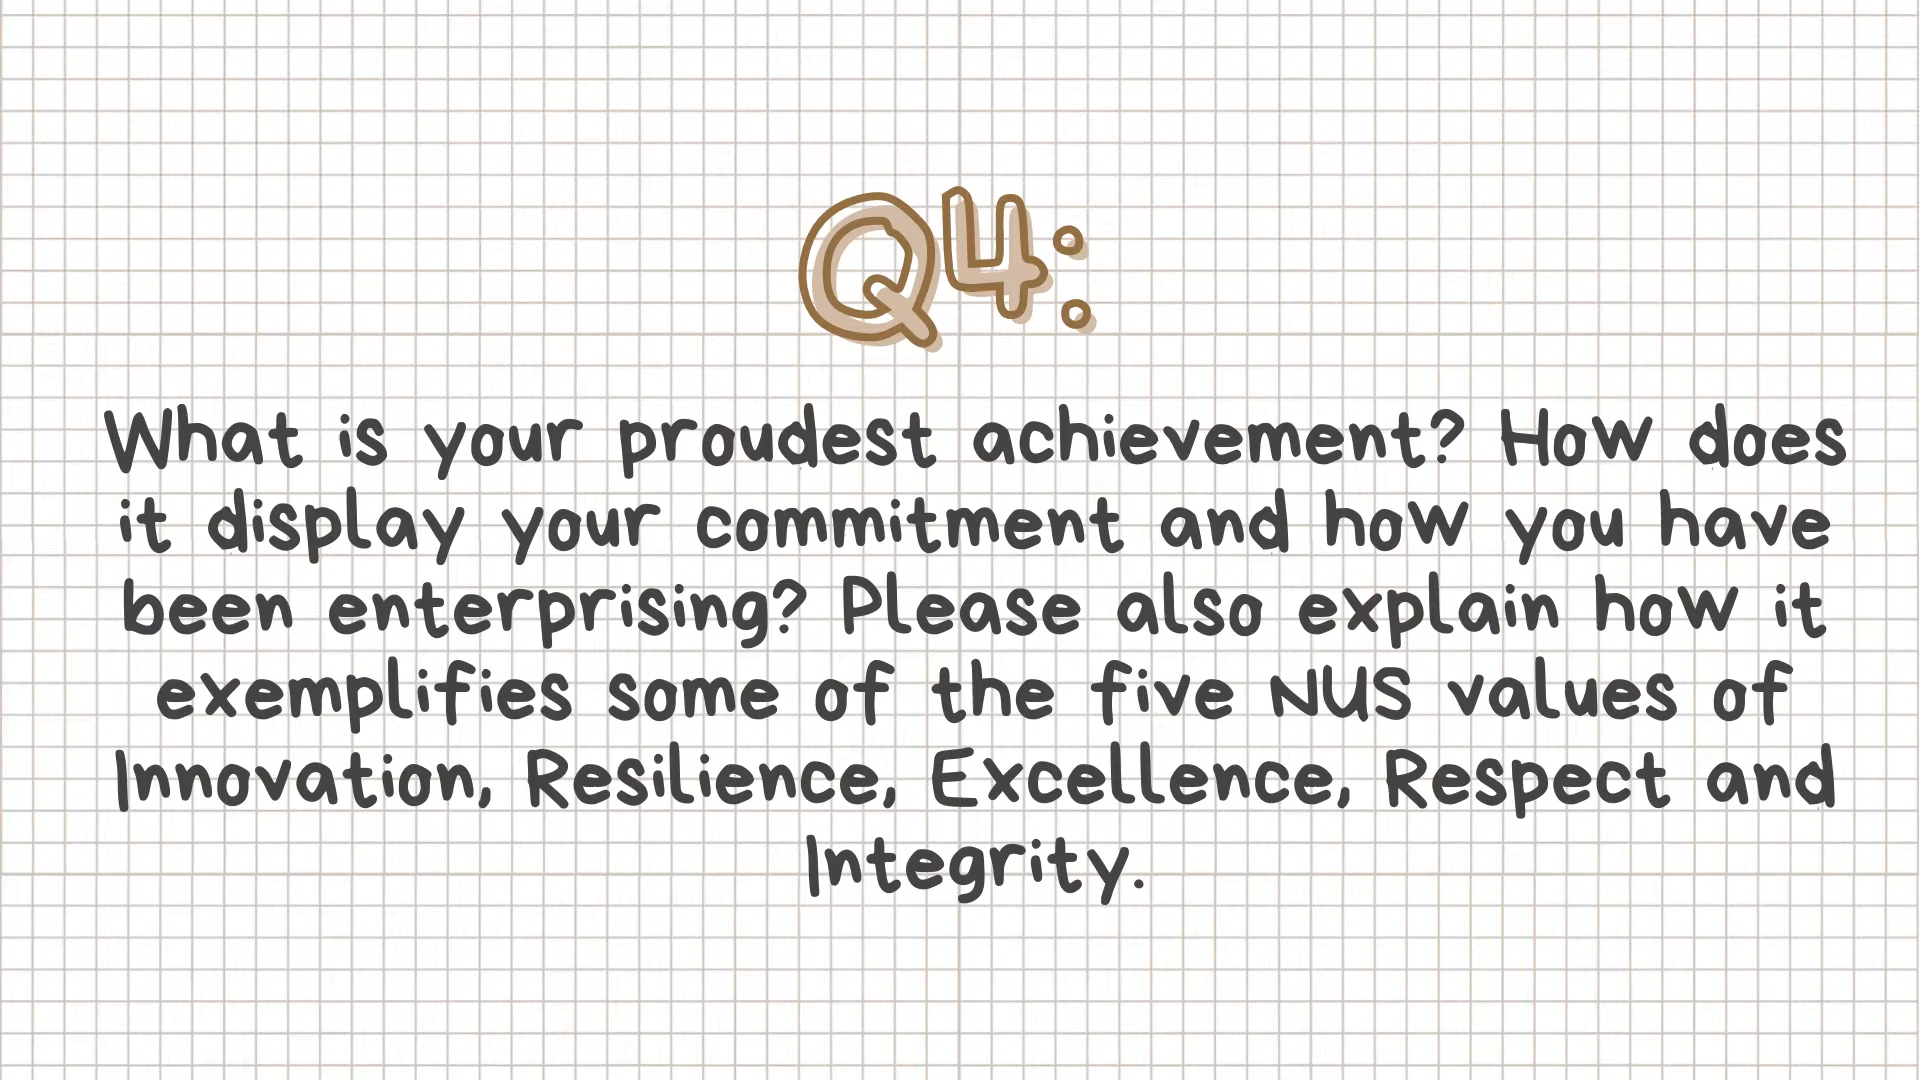 Q4:
What is your proudest achievement? How does
it display your commitment and how you have
been enterprising? Please also explain how it
exemplifies some of the five NUS values of
Innovation, Resilience, Excellence, Respect and
Integrity.